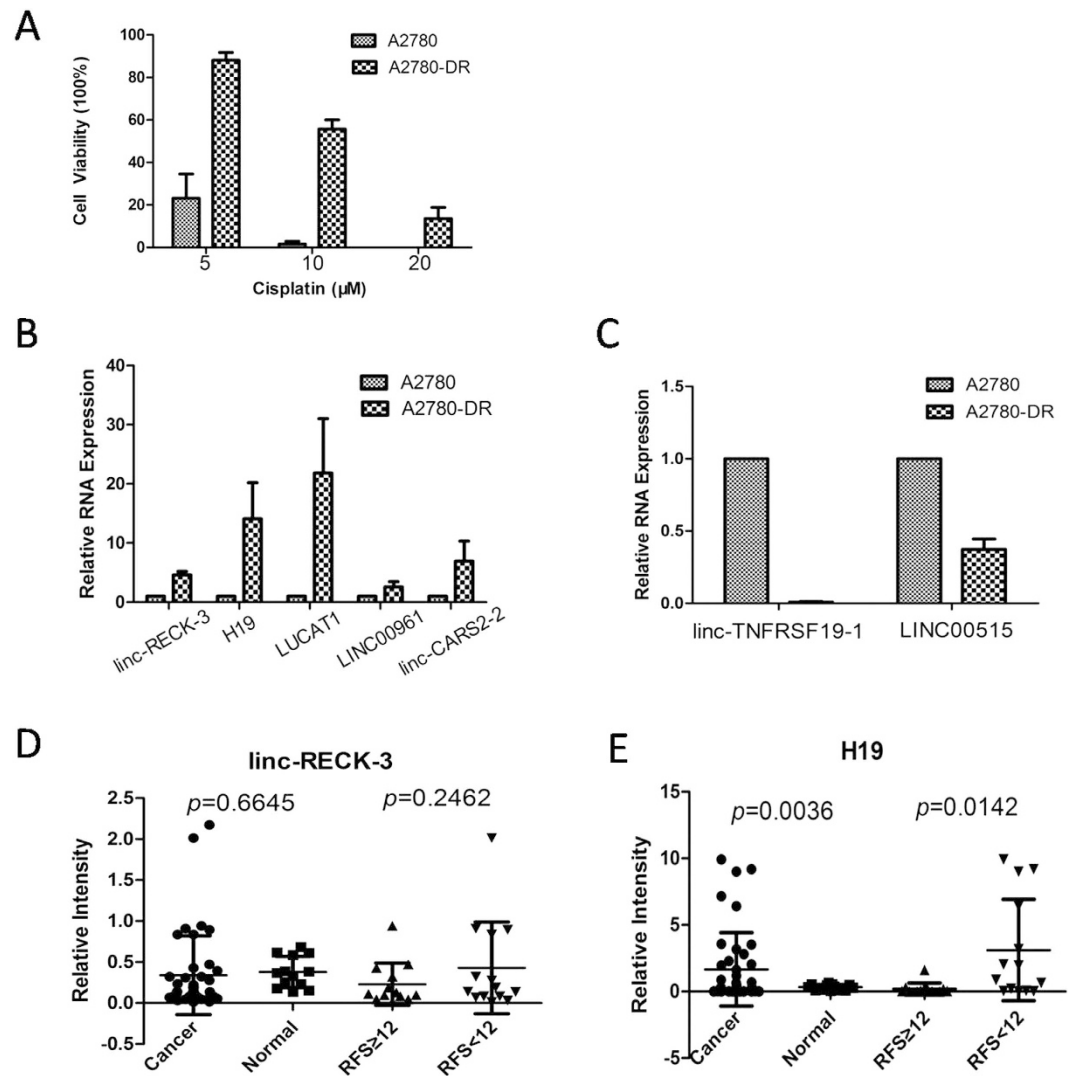 A
100
80
60
40
20
0
Cell Viability (100%)
A2780
A2780-DR
5
10
20
Cisplatin (µM)
B
40
30
20
10
0
Relative RNA Expression
A2780
A2780-DR
linc-RECK-3
H19
LUCAT1
LINC00961
linc-CARS2-2
C
1.5
1.0
0.5
0.0
Relative RNA Expression
A2780
A2780-DR
linc-TNFRSF19-1
LINC00515
D
linc-RECK-3
p=0.6645
p=0.2462
2.5
2.0
1.5
1.0
0.5
0.0
-0.5
Relative Intensity
Cancer
Normal
RFS≥12
RFS<12
E
H19
p=0.0036
p=0.0142
15
10
5
0
-5
Relative Intensity
Cancer
Normal
RFS≥12
RFS<12